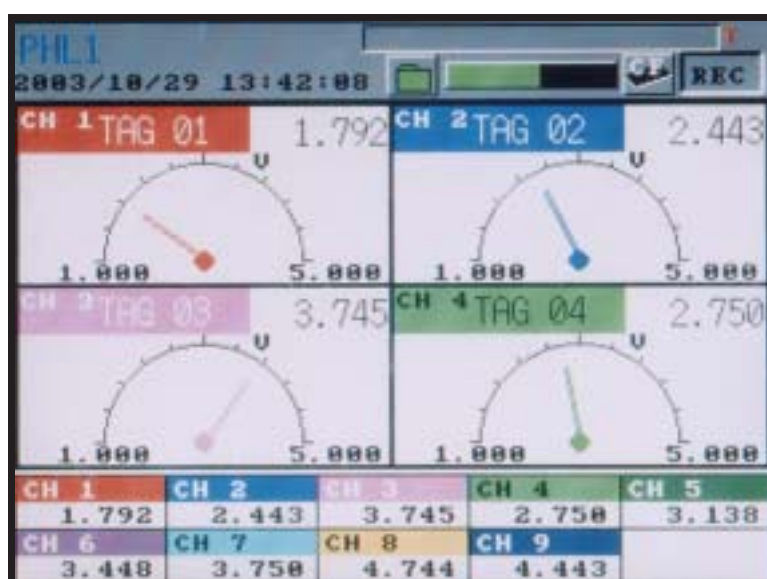 PHL1
2003/10/29 13:42:08
REC
CH 1 TAG 01 1.792
V
1.000 5.000
CH 2 TAG 02 2.443
V
1.000 5.000
CH 3 TAG 03 3.745
V
1.000 5.000
CH 4 TAG 04 2.750
V
1.000 5.000
CH 1 CH 2 CH 3 CH 4 CH 5
1.792 2.443 3.745 2.750 3.138
CH 6 CH 7 CH 8 CH 9
3.448 3.750 4.744 4.443